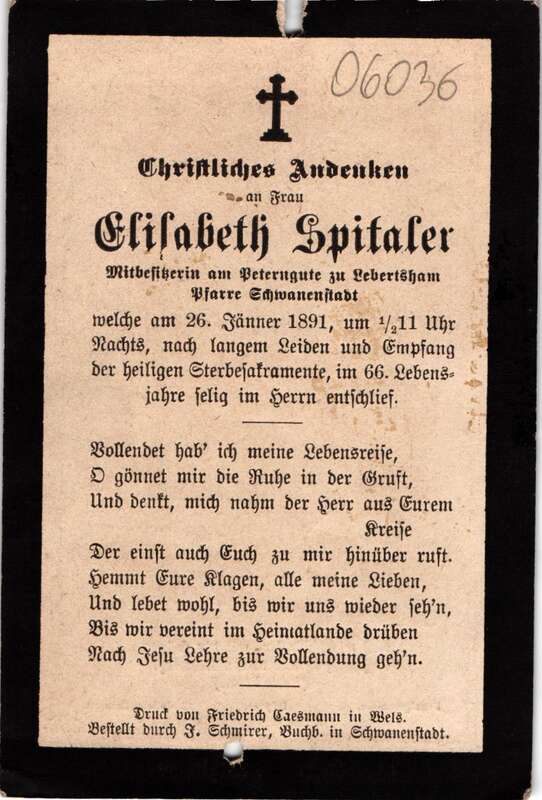 06036
Christliches Andenken
an Frau
Elisabeth Spitaler
Mitbesitzerin am Peterngute zu Lebertsham
Pfarre Schwanenstadt
welche am 26. Jänner 1891, um 1/2 11 Uhr
Nachts, nach langem Leiden und Empfang
der heiligen Sterbesakramente, im 66. Lebens-
jahre selig im Herrn entschlief.
Vollendet hab' ich meine Lebensreise,
O gönnet mir die Ruhe in der Gruft,
Und denkt, mich nahm der Herr aus Eurem
Kreise
Der einst auch Euch zu mir hinüber ruft.
Hemmt Eure Klagen, alle meine Lieben,
Und lebet wohl, bis wir uns wieder seh'n,
Bis wir vereint im Heimatlande drüben
Nach Jesu Lehre zur Vollendung geh'n.
Druck von Friedrich Caesmann in Wels.
Bestellt durch J. Schmirer, Buchb. in Schwanenstadt.